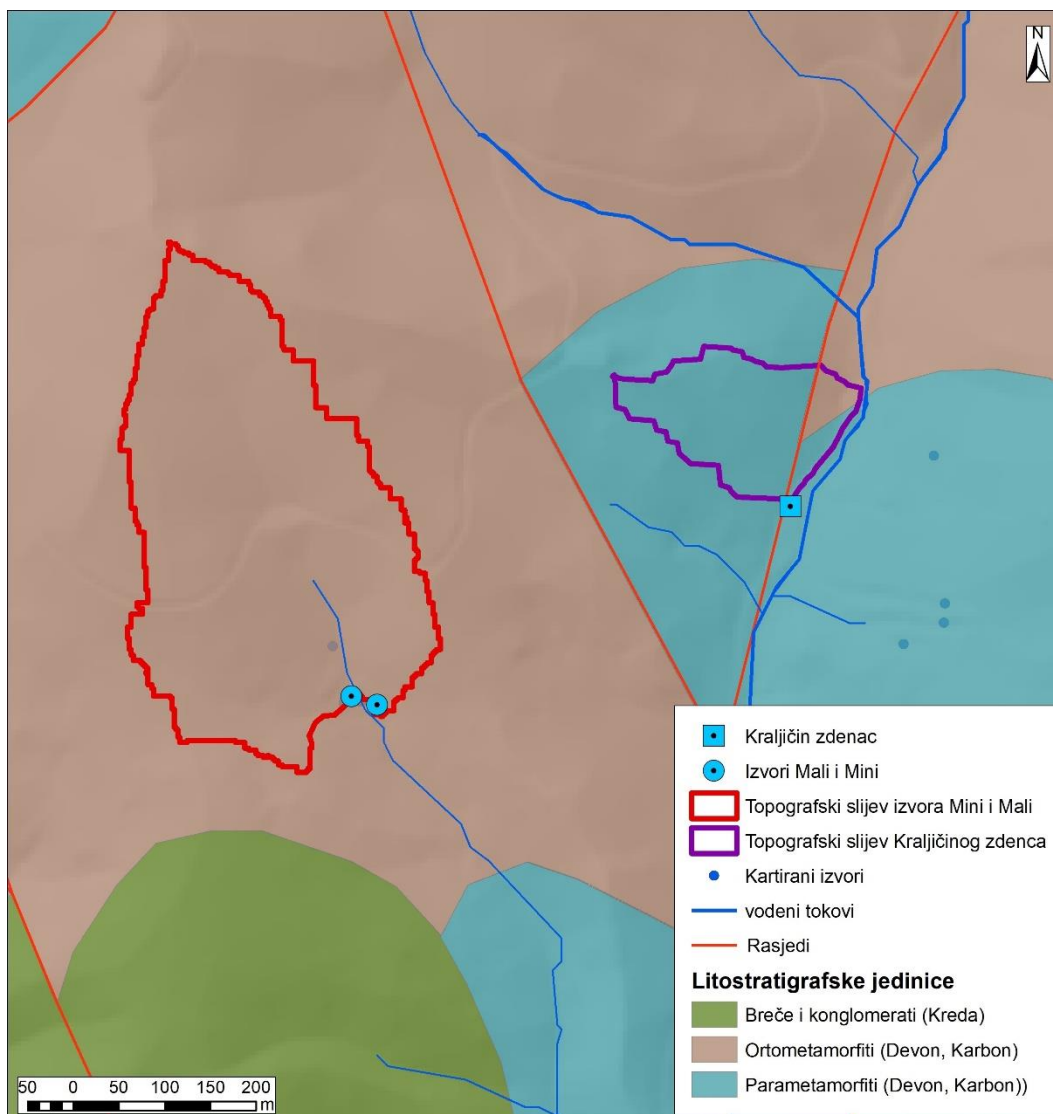 N
Kraljičin zdenac
Izvori Mali i Mini
Topografski slijev izvora Mini i Mali
Topografski slijev Kraljičinog zdenca
Kartirani izvori
vodeni tokovi
Rasjedi
Litostratigrafske jedinice
Breče i konglomerati (Kreda)
Ortometamorfiti (Devon, Karbon)
Parametamorfiti (Devon, Karbon))
50 0 50 100 150 200
m